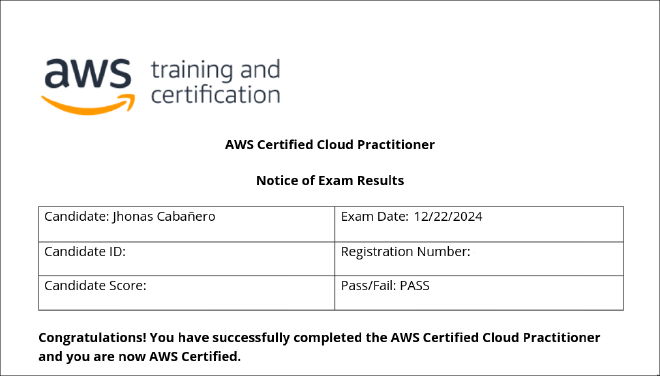 aws training and
certification
AWS Certified Cloud Practitioner
Notice of Exam Results
Candidate: Jhonas Cabañero
Exam Date: 12/22/2024
Candidate ID:
Registration Number:
Candidate Score:
Pass/Fail: PASS
Congratulations! You have successfully completed the AWS Certified Cloud Practitioner
and you are now AWS Certified.